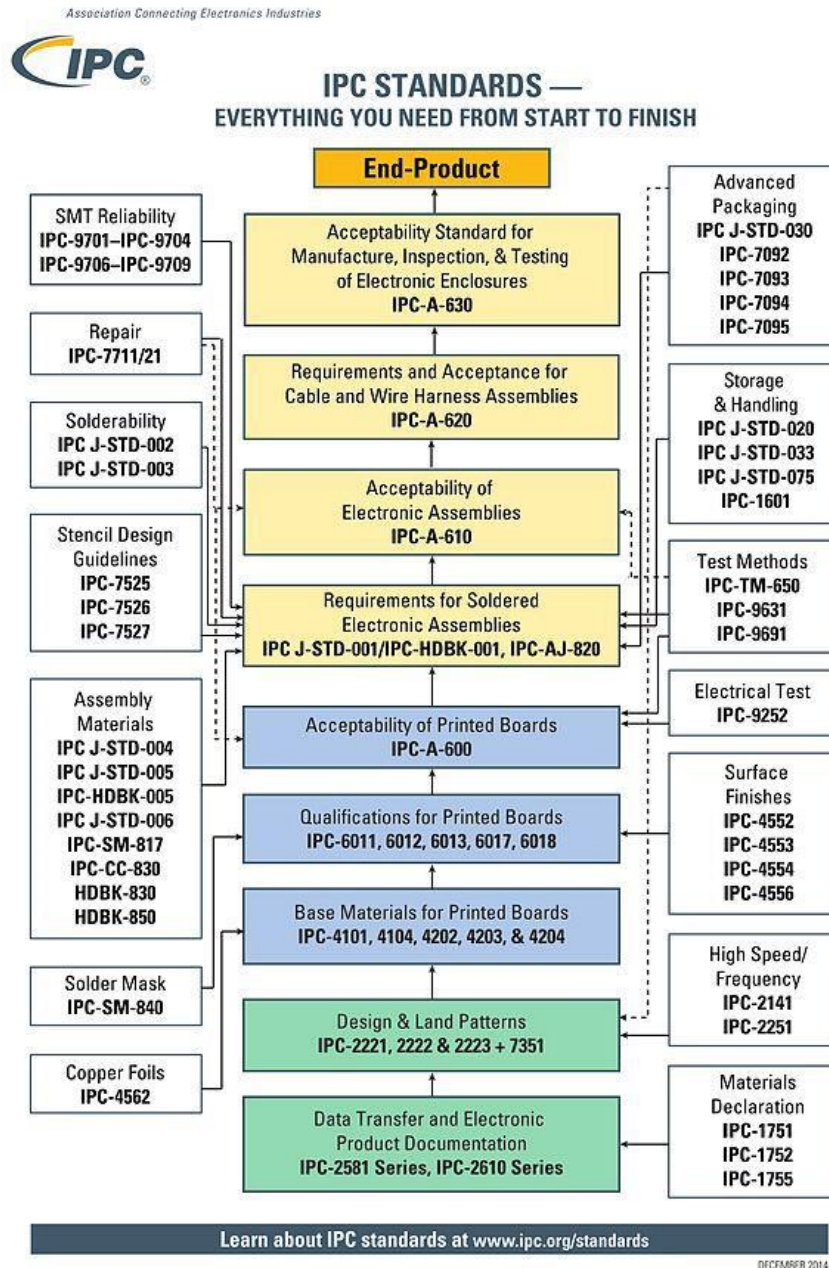 Association Connecting Electronics Industries
IPC®
IPC STANDARDS —
EVERYTHING YOU NEED FROM START TO FINISH
End-Product
Acceptability Standard for
Manufacture, Inspection, & Testing
of Electronic Enclosures
IPC-A-630
Requirements and Acceptance for
Cable and Wire Harness Assemblies
IPC-A-620
Acceptability of
Electronic Assemblies
IPC-A-610
Requirements for Soldered
Electronic Assemblies
IPC J-STD-001/IPC-HDBK-001, IPC-AJ-820
Acceptability of Printed Boards
IPC-A-600
Qualifications for Printed Boards
IPC-6011, 6012, 6013, 6017, 6018
Base Materials for Printed Boards
IPC-4101, 4104, 4202, 4203, & 4204
Design & Land Patterns
IPC-2221, 2222 & 2223 + 7351
Data Transfer and Electronic
Product Documentation
IPC-2581 Series, IPC-2610 Series
SMT Reliability
IPC-9701–IPC-9704
IPC-9706–IPC-9709
Repair
IPC-7711/21
Solderability
IPC J-STD-002
IPC J-STD-003
Stencil Design
Guidelines
IPC-7525
IPC-7526
IPC-7527
Assembly
Materials
IPC J-STD-004
IPC J-STD-005
IPC-HDBK-005
IPC J-STD-006
IPC-SM-817
IPC-CC-830
HDBK-830
HDBK-850
Solder Mask
IPC-SM-840
Copper Foils
IPC-4562
Advanced
Packaging
IPC J-STD-030
IPC-7092
IPC-7093
IPC-7094
IPC-7095
Storage
& Handling
IPC J-STD-020
IPC J-STD-033
IPC J-STD-075
IPC-1601
Test Methods
IPC-TM-650
IPC-9631
IPC-9691
Electrical Test
IPC-9252
Surface
Finishes
IPC-4552
IPC-4553
IPC-4554
IPC-4556
High Speed/
Frequency
IPC-2141
IPC-2251
Materials
Declaration
IPC-1751
IPC-1752
IPC-1755
Learn about IPC standards at www.ipc.org/standards
DECEMBER 2014